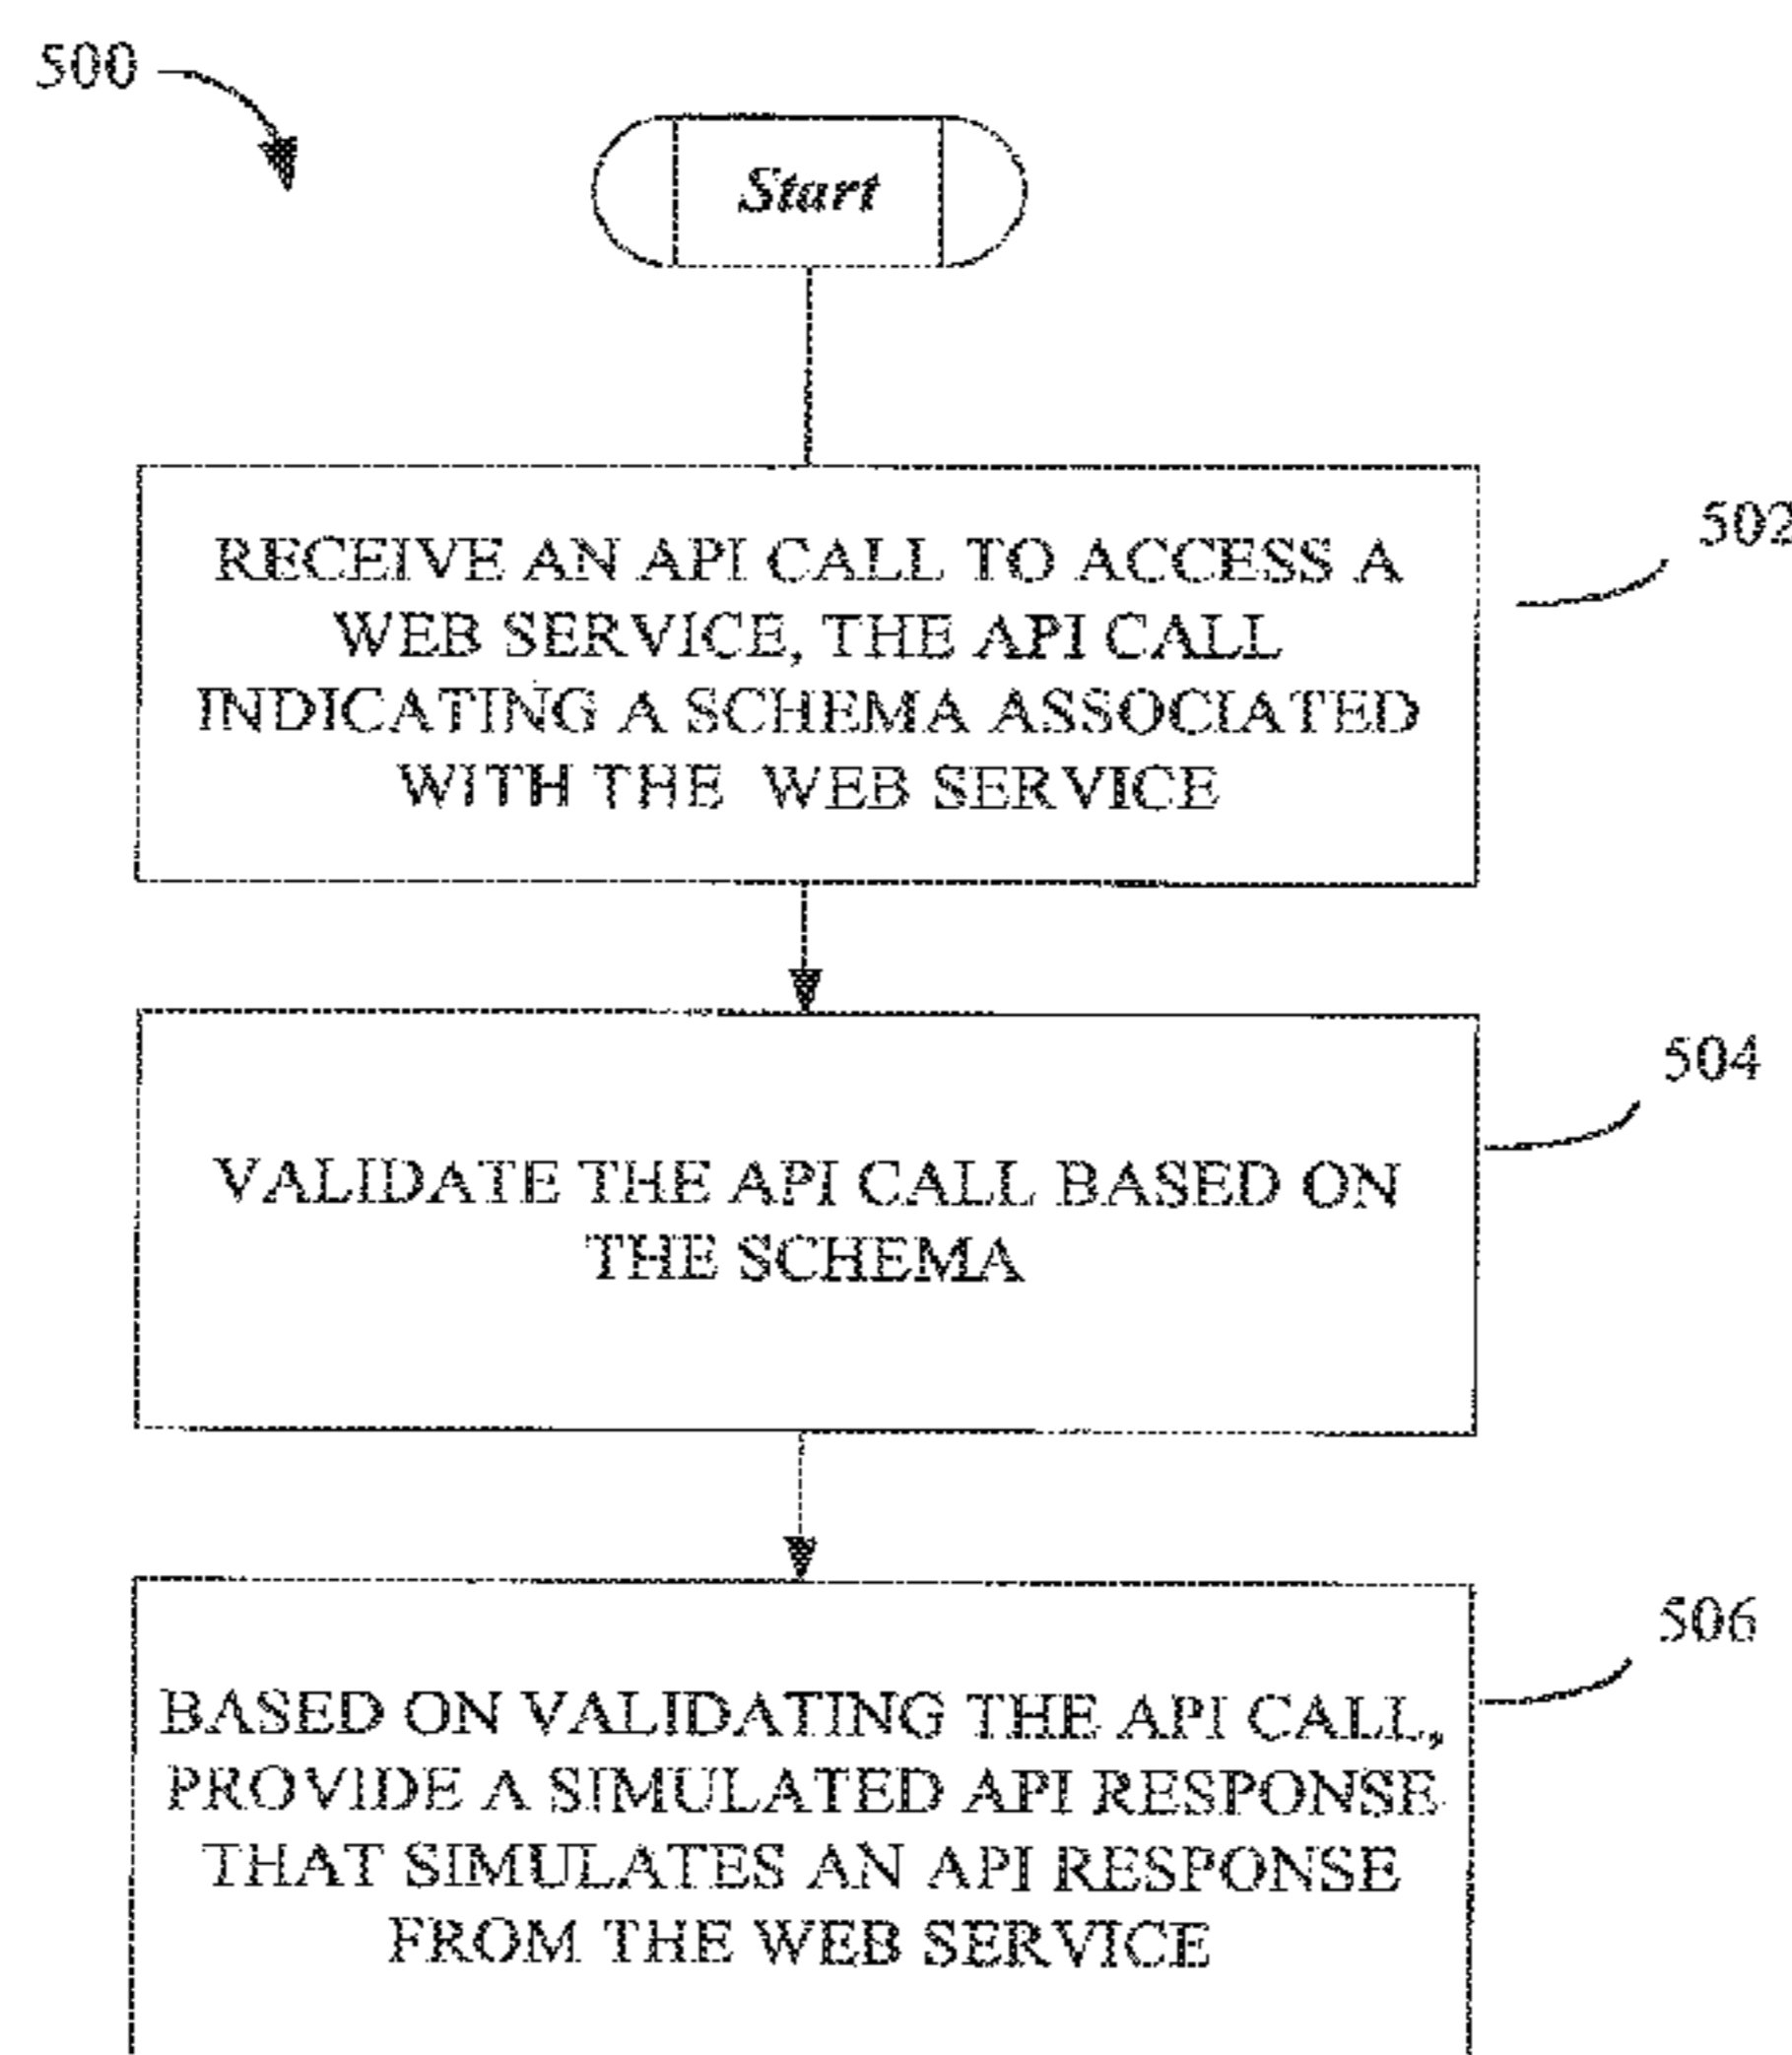 500
Start
RECEIVE AN API CALL TO ACCESS A
WEB SERVICE, THE API CALL
INDICATING A SCHEMA ASSOCIATED
WITH THE WEB SERVICE
502
VALIDATE THE API CALL BASED ON
THE SCHEMA
504
BASED ON VALIDATING THE API CALL,
PROVIDE A SIMULATED API RESPONSE
THAT SIMULATES AN API RESPONSE
FROM THE WEB SERVICE
506